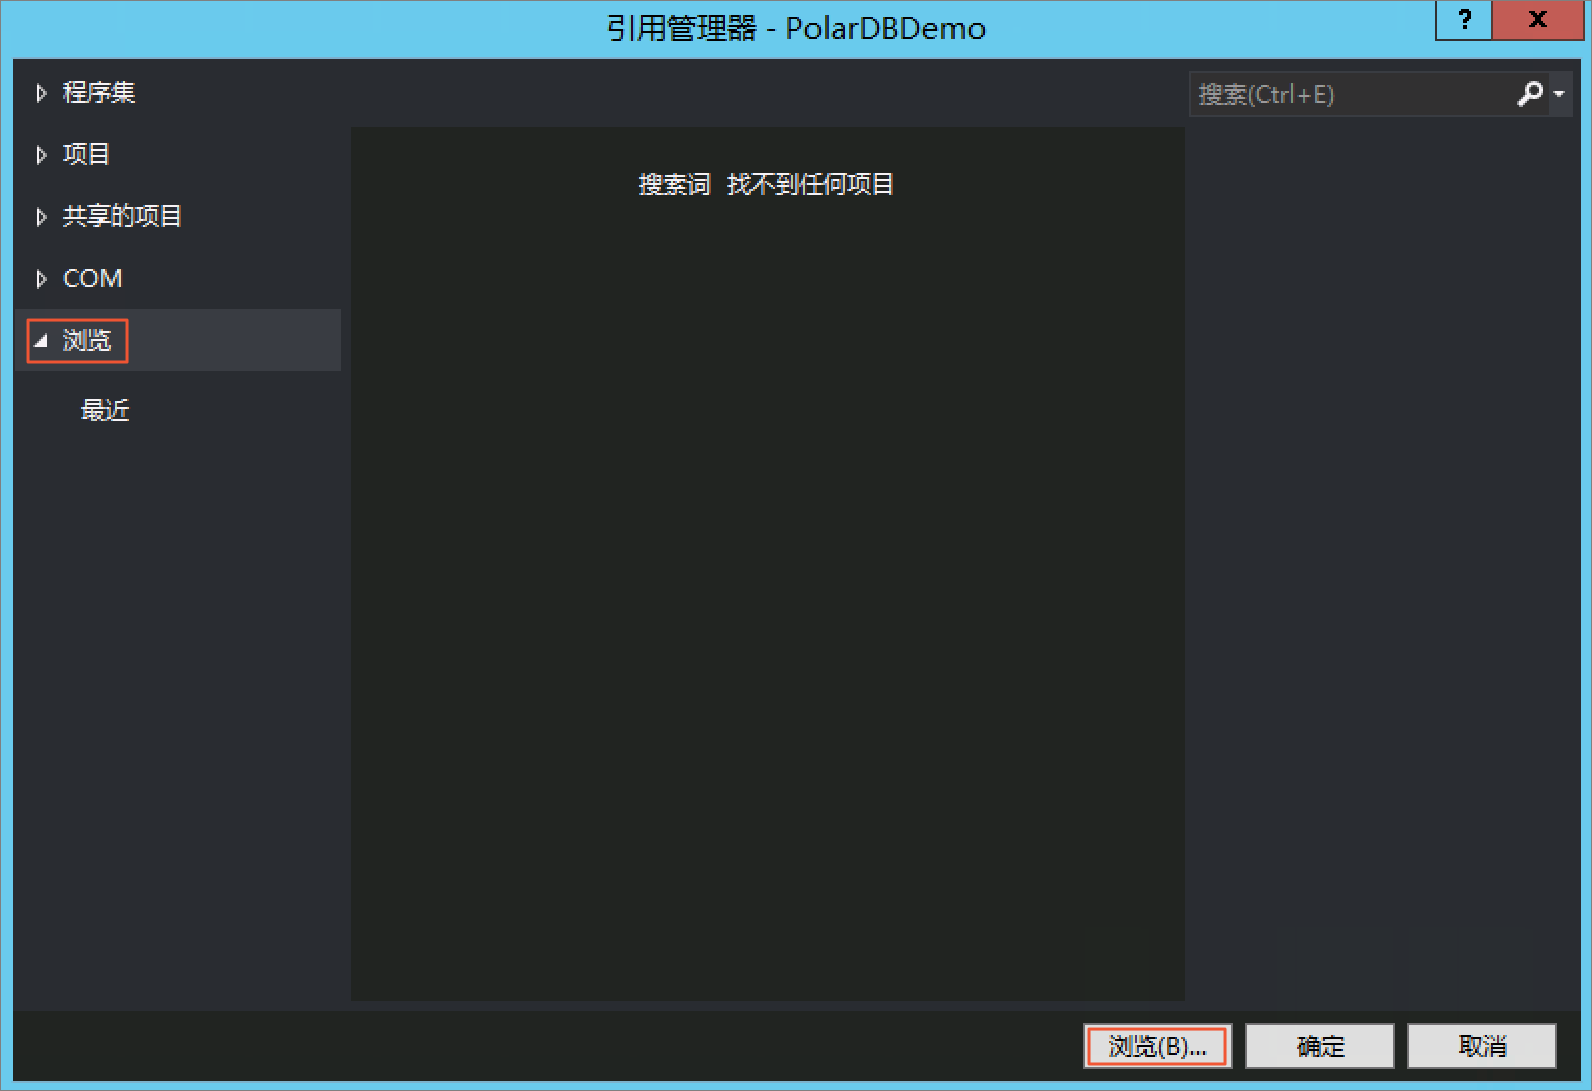 引用管理器 - PolarDBDemo
?
x
程序集
搜索(Ctrl+E)
项目
搜索词 找不到任何项目
共享的项目
COM
浏览
最近
浏览(B)...
确定
取消